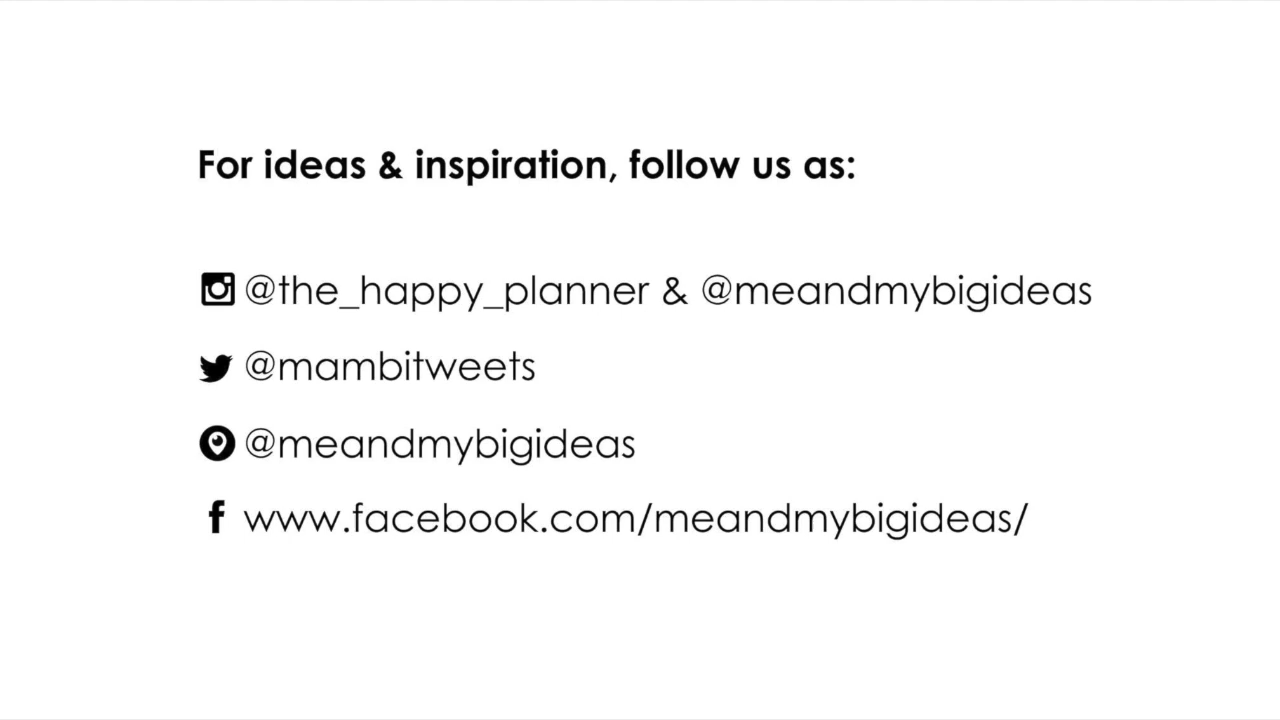 For ideas & inspiration, follow us as:
@the_happy_planner & @meandmybigideas
@mambitweets
@meandmybigideas
www.facebook.com/meandmybigideas/